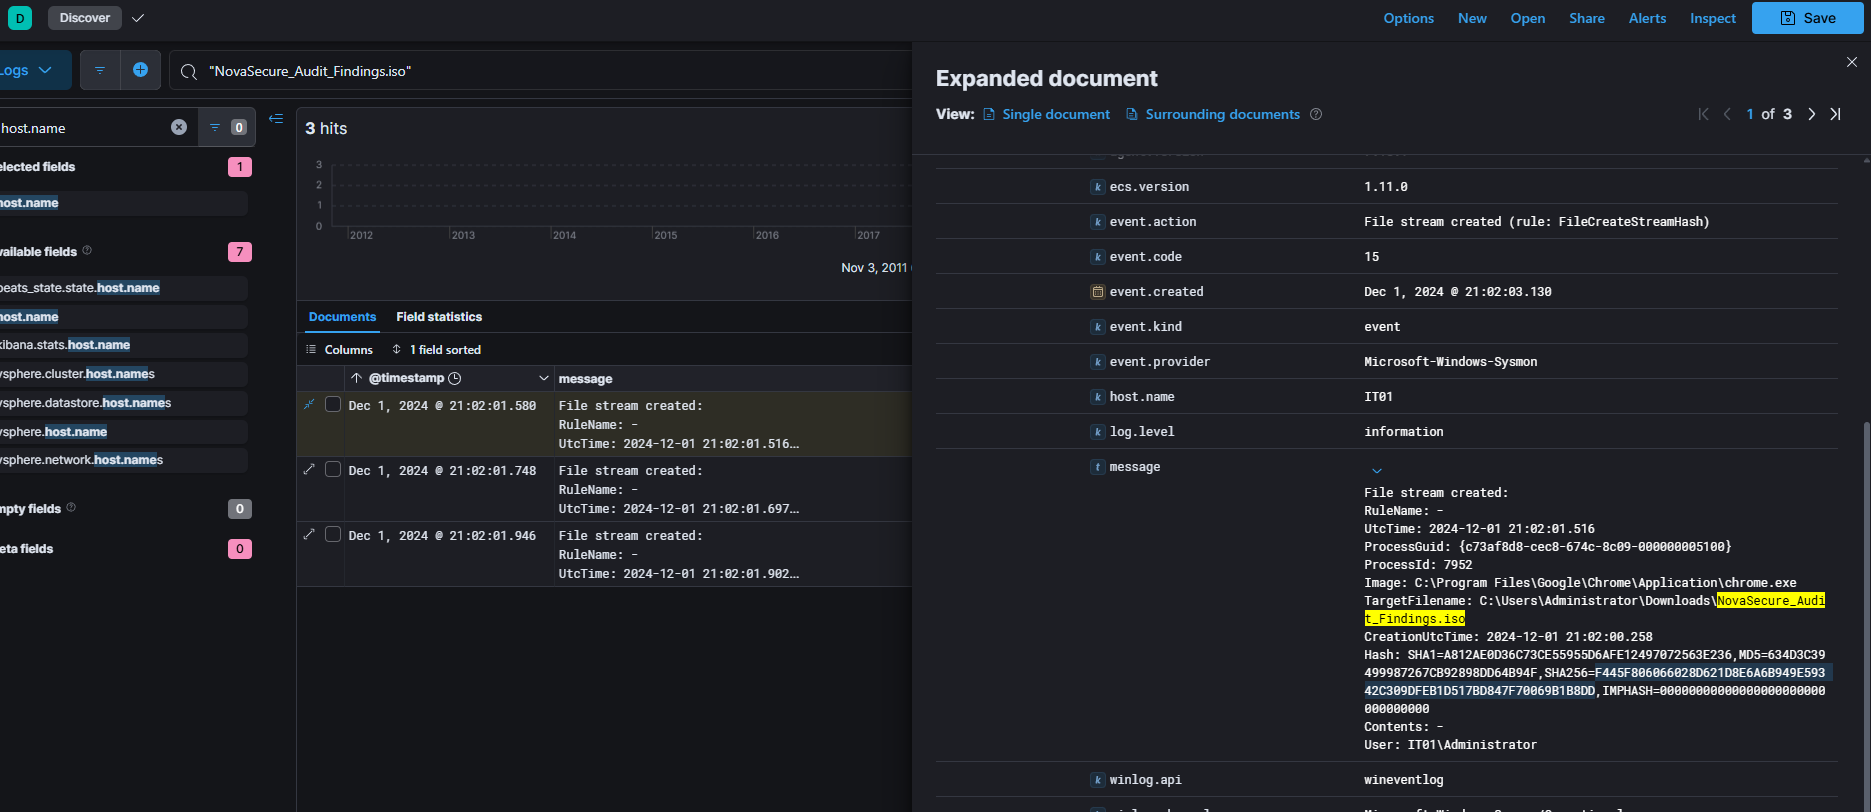 D Discover Options New Open Share Alerts Inspect Save
Logs "NovaSecure_Audit_Findings.iso"
host.name 0
elected fields 1
host.name
vailable fields 7
beats_state.state.host.name
host.name
kibana.stats.host.name
vsphere.cluster.host.names
vsphere.datastore.host.names
vsphere.host.name
vsphere.network.host.names
mpty fields 0
eta fields 0
3 hits
3
2
1
0
2012 2013 2014 2015 2016 2017
Nov 3, 2011
Documents Field statistics
Columns 1 field sorted
@timestamp message
Dec 1, 2024 @ 21:02:01.580 File stream created:
RuleName: -
UtcTime: 2024-12-01 21:02:01.516...
Dec 1, 2024 @ 21:02:01.748 File stream created:
RuleName: -
UtcTime: 2024-12-01 21:02:01.697...
Dec 1, 2024 @ 21:02:01.946 File stream created:
RuleName: -
UtcTime: 2024-12-01 21:02:01.902...
Expanded document
View: Single document Surrounding documents 1 of 3
k ecs.version 1.11.0
k event.action File stream created (rule: FileCreateStreamHash)
k event.code 15
event.created Dec 1, 2024 @ 21:02:03.130
k event.kind event
k event.provider Microsoft-Windows-Sysmon
k host.name IT01
k log.level information
t message
File stream created:
RuleName: -
UtcTime: 2024-12-01 21:02:01.516
ProcessGuid: {c73af8d8-cec8-674c-8c09-000000005100}
ProcessId: 7952
Image: C:\Program Files\Google\Chrome\Application\chrome.exe
TargetFilename: C:\Users\Administrator\Downloads\NovaSecure_Audi
t_Findings.iso
CreationUtcTime: 2024-12-01 21:02:00.258
Hash: SHA1=A812AE0D36C73CE55955D6AFE12497072563E236,MD5=634D3C39
499987267CB92898DD64B94F,SHA256=F445F806066028D621D8E6A6B949E593
42C309DFEB1D517BD847F70069B1B8DD,IMPHASH=00000000000000000000000
000000000
Contents: -
User: IT01\Administrator
k winlog.api wineventlog